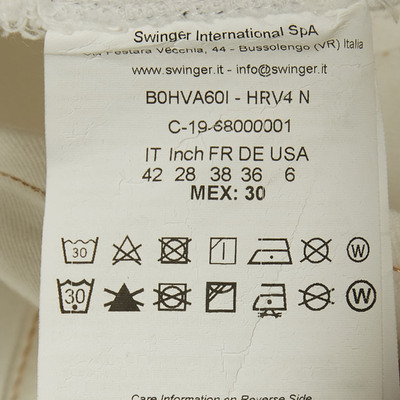 Swinger International SpA
Via Festara Vecchia, 44 - Bussolengo (VR) Italia
www.swinger.it - info@swinger.it
B0HVA60I - HRV4 N
C-19-68000001
IT Inch FR DE USA
42 28 38 36 6
MEX: 30
30 W
30 W
Care Information on Reverse Side